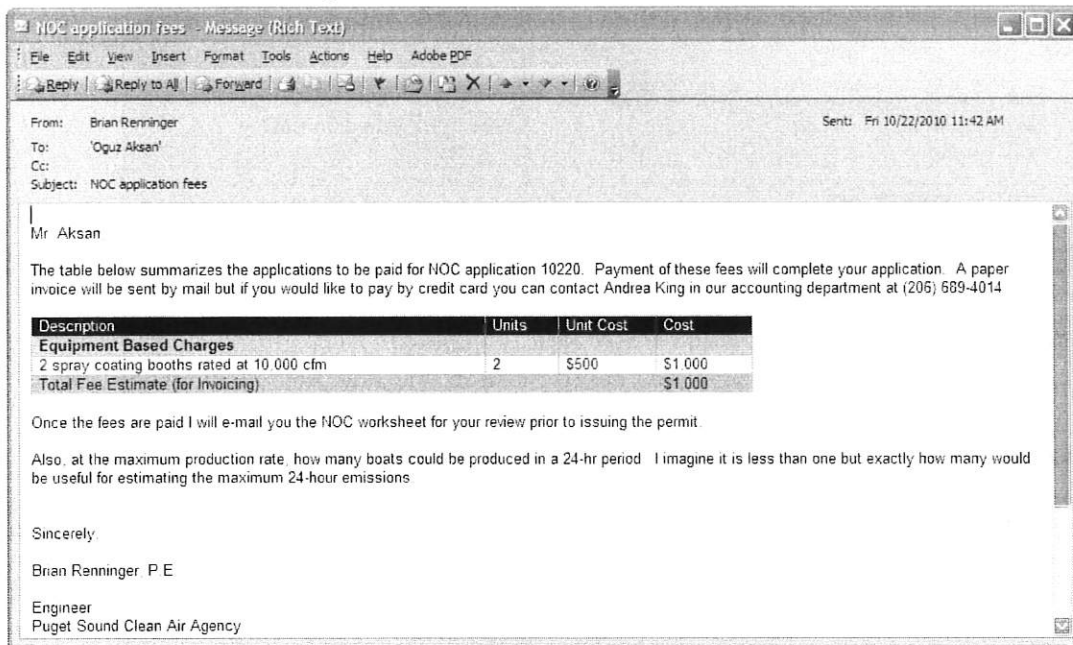 NOC application fees - Message (Rich Text)
File Edit View Insert Format Tools Actions Help Adobe PDF
Reply Reply to All Forward
From: Brian Renninger Sent: Fri 10/22/2010 11:42 AM
To: 'Oguz Aksan'
Cc:
Subject: NOC application fees
Mr Aksan
The table below summarizes the applications to be paid for NOC application 10220. Payment of these fees will complete your application. A paper
invoice will be sent by mail but if you would like to pay by credit card you can contact Andrea King in our accounting department at (206) 689-4014
Description Units Unit Cost Cost
Equipment Based Charges
2 spray coating booths rated at 10,000 cfm 2 $500 $1,000
Total Fee Estimate (for Invoicing) $1,000
Once the fees are paid I will e-mail you the NOC worksheet for your review prior to issuing the permit.
Also, at the maximum production rate, how many boats could be produced in a 24-hr period I imagine it is less than one but exactly how many would
be useful for estimating the maximum 24-hour emissions
Sincerely,
Brian Renninger, P.E
Engineer
Puget Sound Clean Air Agency